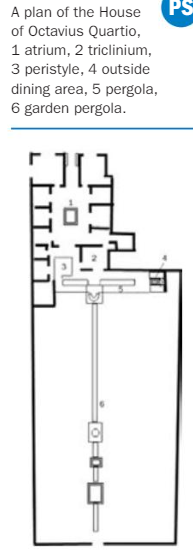 A plan of the House
of Octavius Quartio,
1 atrium, 2 triclinium,
3 peristyle, 4 outside
dining area, 5 pergola,
6 garden pergola.
PS
1
2
3
4
5
6